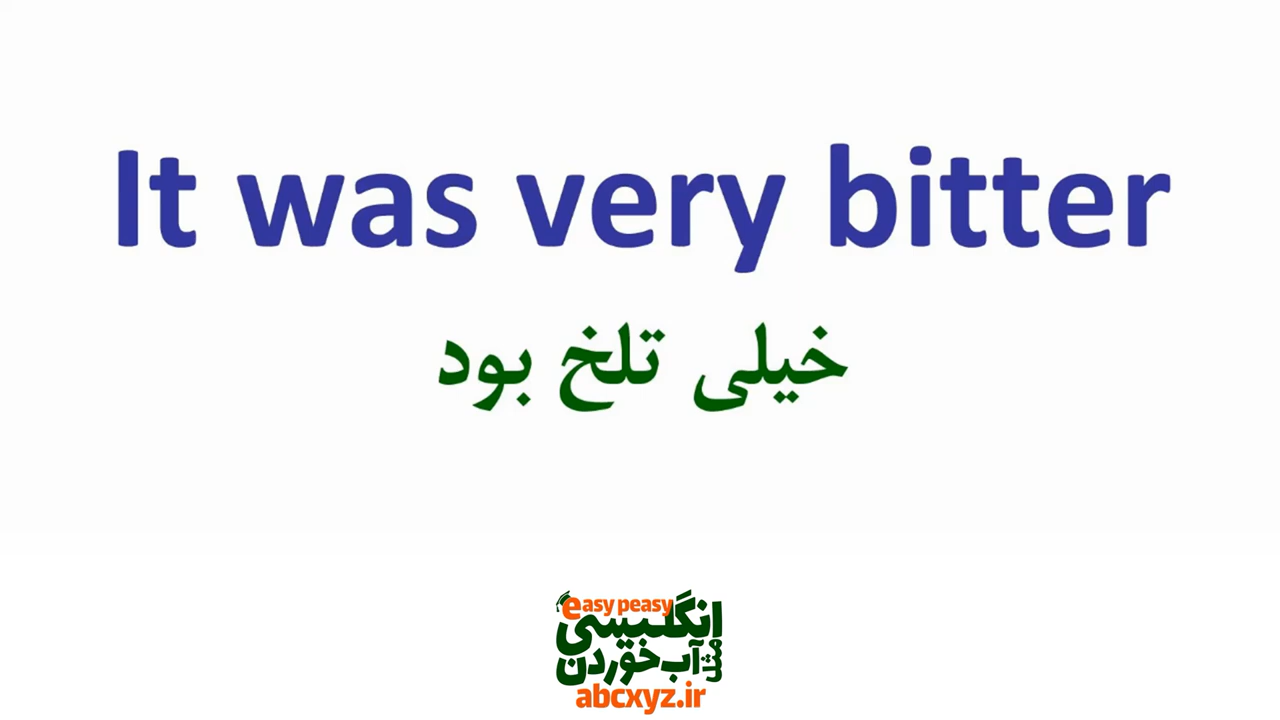 It was very bitter
خیلی تلخ بود
easy peasy
انگلیسی
مثل آب خوردن
abcxyz.ir